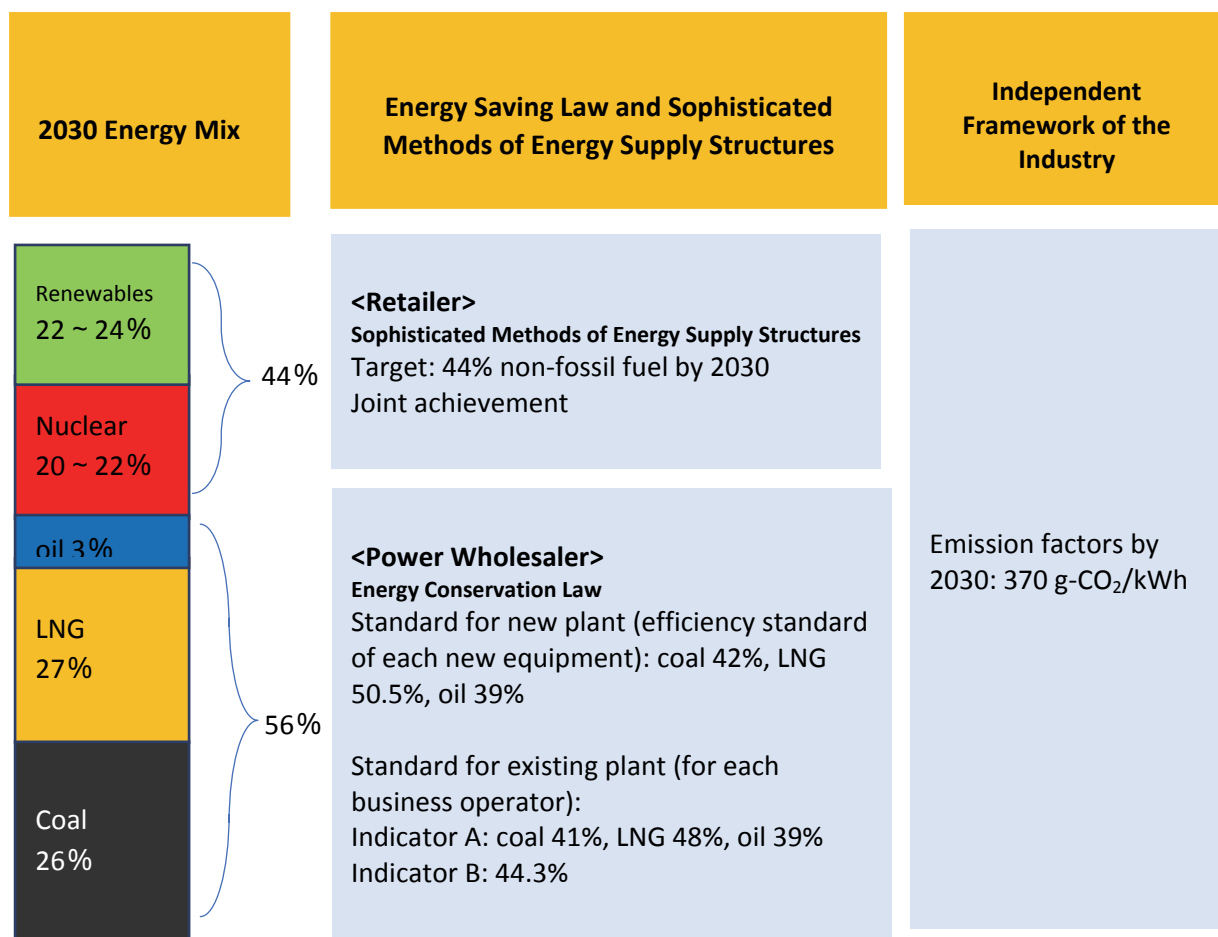 2030 Energy Mix
Energy Saving Law and Sophisticated
Methods of Energy Supply Structures
Independent
Framework of the
Industry
Renewables
22 ~ 24%
Nuclear
20 ~ 22%
oil 3%
LNG
27%
Coal
26%
44%
56%
<Retailer>
Sophisticated Methods of Energy Supply Structures
Target: 44% non-fossil fuel by 2030
Joint achievement
<Power Wholesaler>
Energy Conservation Law
Standard for new plant (efficiency standard
of each new equipment): coal 42%, LNG
50.5%, oil 39%
Standard for existing plant (for each
business operator):
Indicator A: coal 41%, LNG 48%, oil 39%
Indicator B: 44.3%
Emission factors by
2030: 370 g-CO₂/kWh